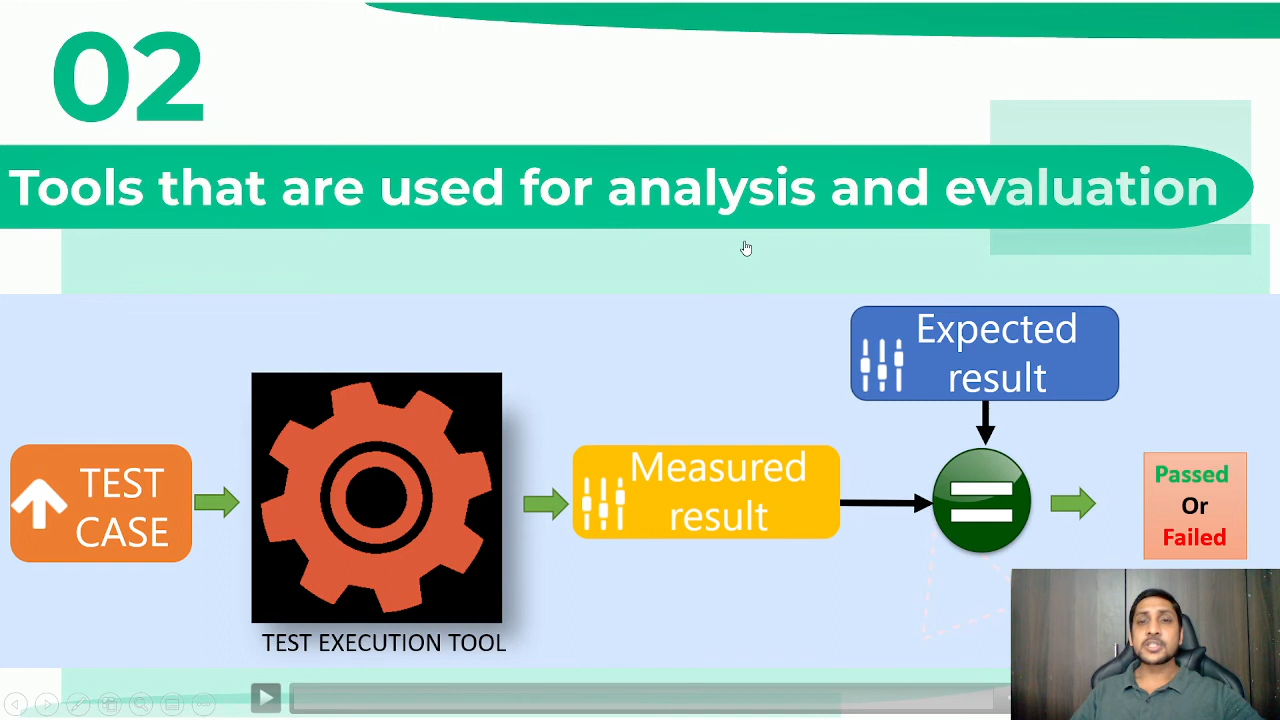 02
Tools that are used for analysis and evaluation
Expected
result
TEST
CASE
Measured
result
Passed
Or
Failed
TEST EXECUTION TOOL